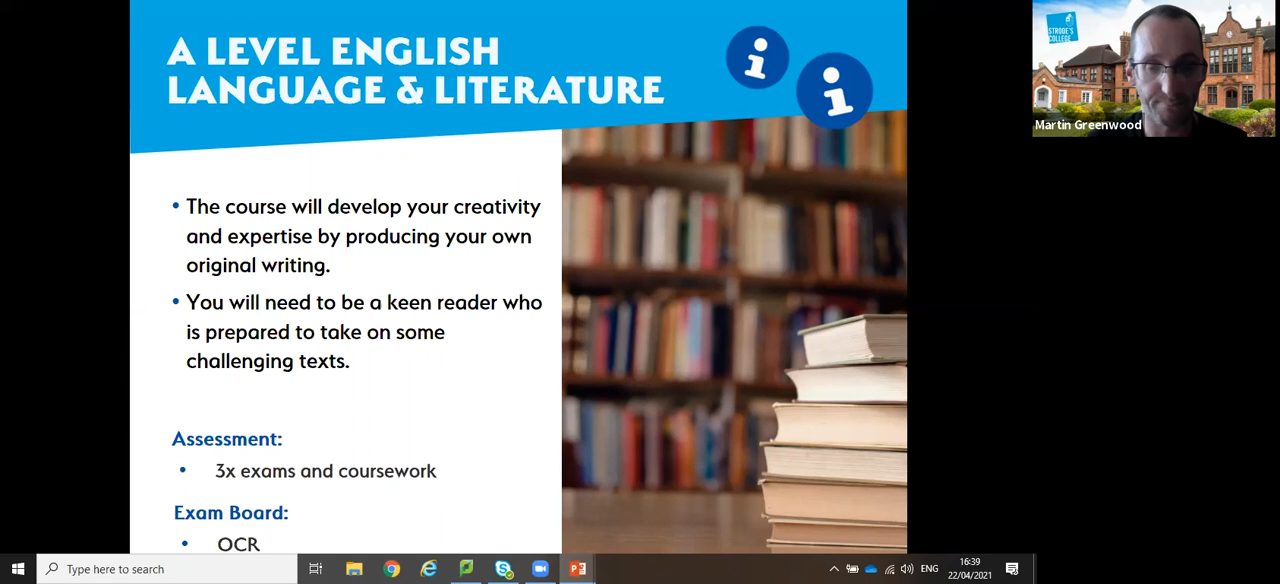 A LEVEL ENGLISH
LANGUAGE & LITERATURE
STRODE'S
COLLEGE
Martin Greenwood
• The course will develop your creativity
and expertise by producing your own
original writing.
• You will need to be a keen reader who
is prepared to take on some
challenging texts.
Assessment:
• 3x exams and coursework
Exam Board:
• OCR
Type here to search
ENG
16:39
22/04/2021